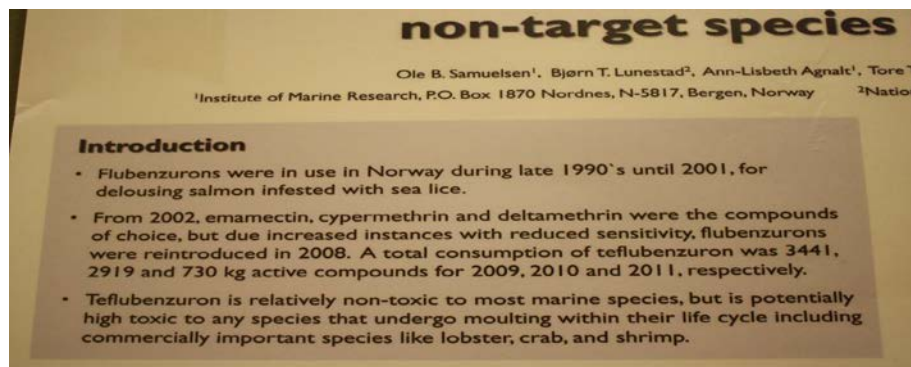 non-target species
Ole B. Samuelsen¹, Bjørn T. Lunestad², Ann-Lisbeth Agnalt¹, Tore
¹Institute of Marine Research, P.O. Box 1870 Nordnes, N-5817, Bergen, Norway ²Natio
Introduction
• Flubenzurons were in use in Norway during late 1990`s until 2001, for
delousing salmon infested with sea lice.
• From 2002, emamectin, cypermethrin and deltamethrin were the compounds
of choice, but due increased instances with reduced sensitivity, flubenzurons
were reintroduced in 2008. A total consumption of teflubenzuron was 3441,
2919 and 730 kg active compounds for 2009, 2010 and 2011, respectively.
• Teflubenzuron is relatively non-toxic to most marine species, but is potentially
high toxic to any species that undergo moulting within their life cycle including
commercially important species like lobster, crab, and shrimp.